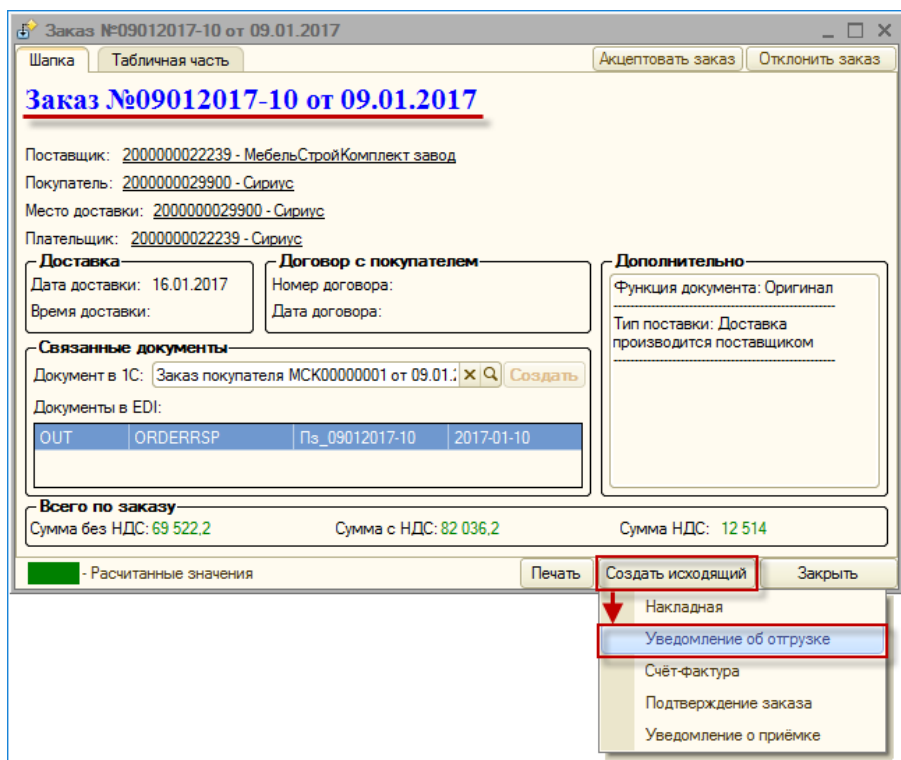 Заказ №09012017-10 от 09.01.2017
Шапка Табличная часть Акцептовать заказ Отклонить заказ
Заказ №09012017-10 от 09.01.2017
Поставщик: 2000000022239 - МебельСтройКомплект завод
Покупатель: 2000000029900 - Сириус
Место доставки: 2000000029900 - Сириус
Плательщик: 2000000022239 - Сириус
Доставка Договор с покупателем Дополнительно
Дата доставки: 16.01.2017 Номер договора: Функция документа: Оригинал
Время доставки: Дата договора:
Тип поставки: Доставка
производится поставщиком
Связанные документы
Документ в 1С: Заказ покупателя МСК00000001 от 09.01.: Создать
Документы в EDI:
OUT ORDERRSP Пз_09012017-10 2017-01-10
Всего по заказу
Сумма без НДС: 69 522,2 Сумма с НДС: 82 036,2 Сумма НДС: 12 514
- Расчитанные значения Печать Создать исходящий Закрыть
Накладная
Уведомление об отгрузке
Счёт-фактура
Подтверждение заказа
Уведомление о приёмке